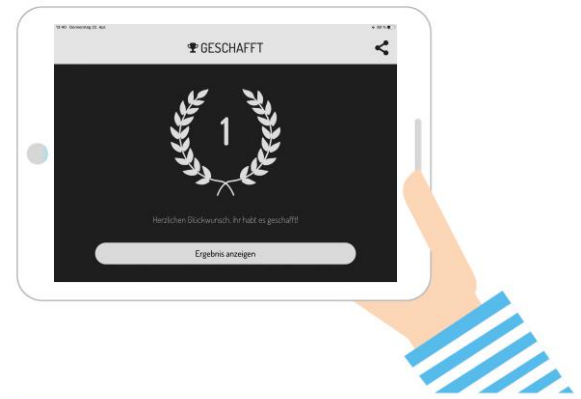 GESCHAFFT
1
Herzlichen Glückwunsch, ihr habt es geschafft!
Ergebnis anzeigen